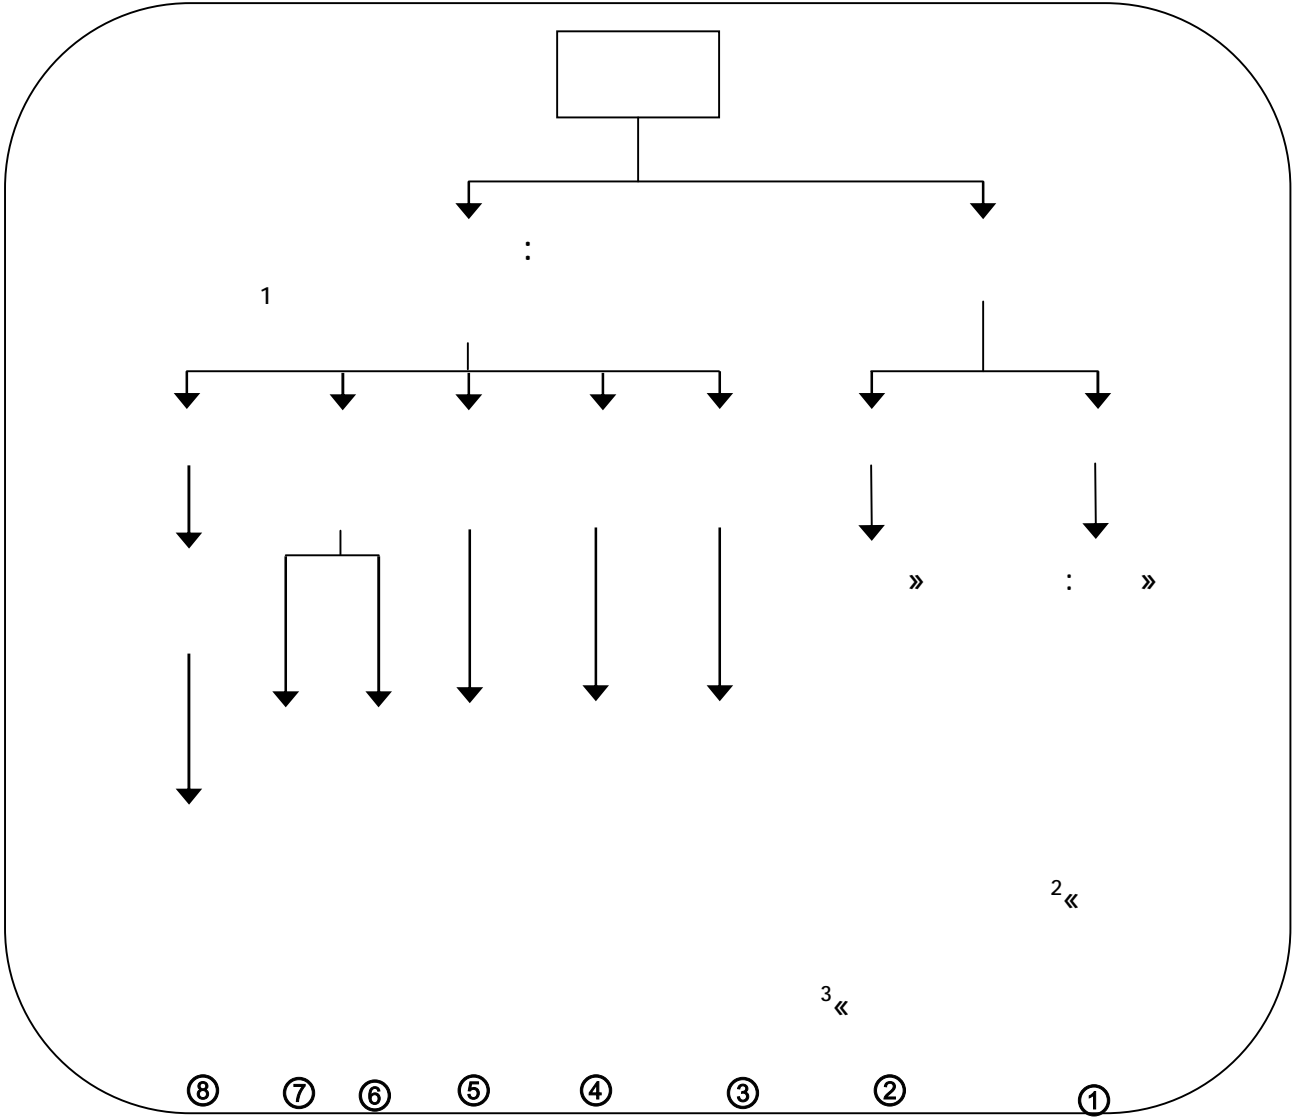 :
1
» : »
2 «
3 «
① ② ③ ④ ⑤ ⑥ ⑦ ⑧